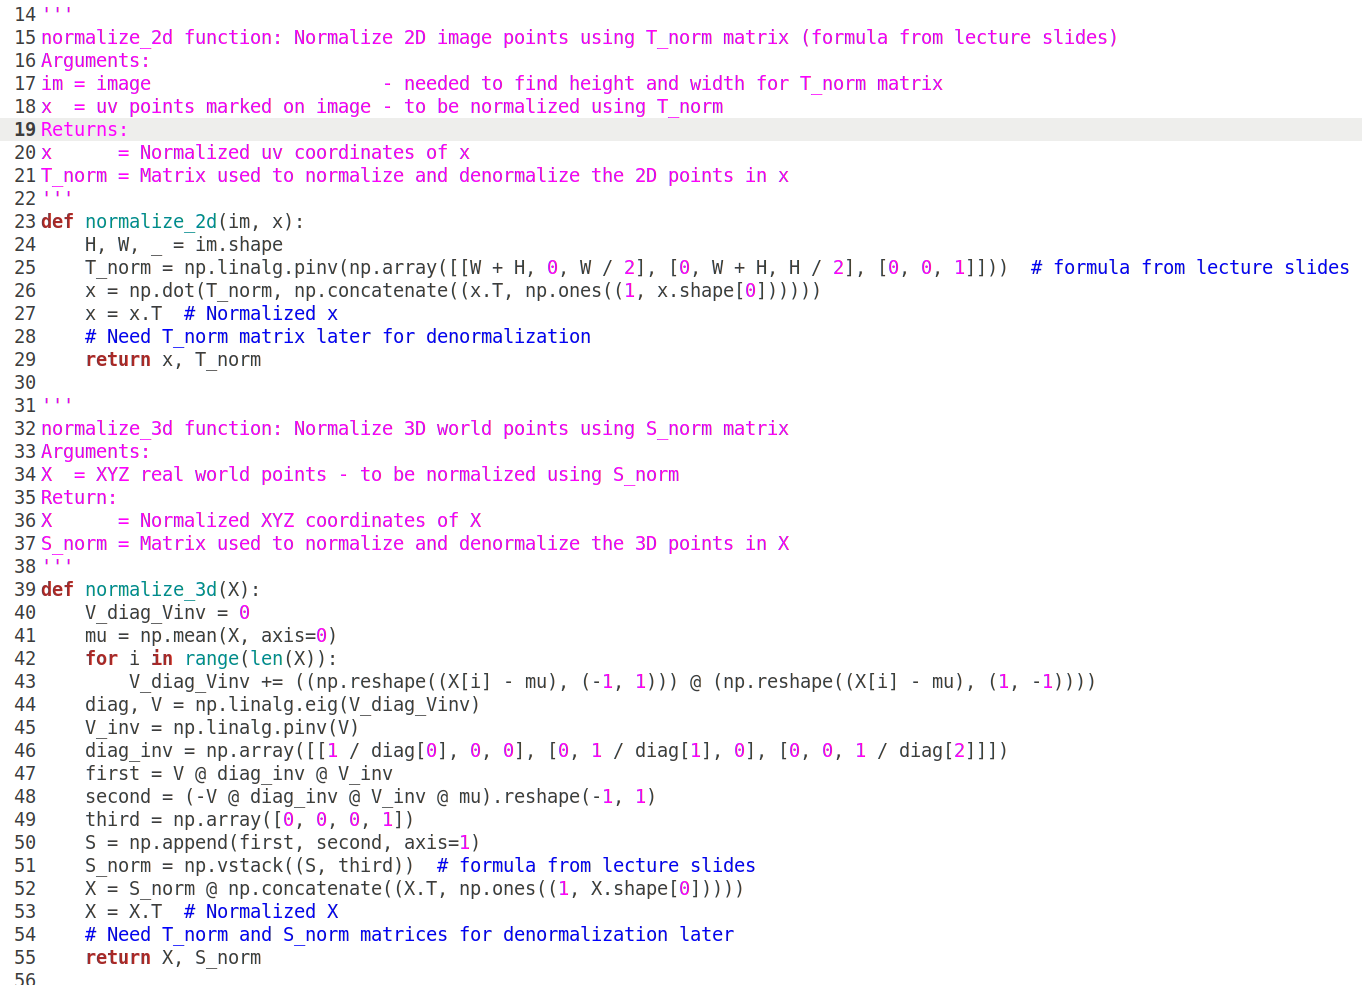 14 '''
15 normalize_2d function: Normalize 2D image points using T_norm matrix (formula from lecture slides)
16 Arguments:
17 im = image                     - needed to find height and width for T_norm matrix
18 x  = uv points marked on image - to be normalized using T_norm
19 Returns:
20 x      = Normalized uv coordinates of x
21 T_norm = Matrix used to normalize and denormalize the 2D points in x
22 '''
23 def normalize_2d(im, x):
24     H, W, _ = im.shape
25     T_norm = np.linalg.pinv(np.array([[W + H, 0, W / 2], [0, W + H, H / 2], [0, 0, 1]]))  # formula from lecture slides
26     x = np.dot(T_norm, np.concatenate((x.T, np.ones((1, x.shape[0])))))
27     x = x.T  # Normalized x
28     # Need T_norm matrix later for denormalization
29     return x, T_norm
30
31 '''
32 normalize_3d function: Normalize 3D world points using S_norm matrix
33 Arguments:
34 X  = XYZ real world points - to be normalized using S_norm
35 Return:
36 X      = Normalized XYZ coordinates of X
37 S_norm = Matrix used to normalize and denormalize the 3D points in X
38 '''
39 def normalize_3d(X):
40     V_diag_Vinv = 0
41     mu = np.mean(X, axis=0)
42     for i in range(len(X)):
43         V_diag_Vinv += ((np.reshape((X[i] - mu), (-1, 1))) @ (np.reshape((X[i] - mu), (1, -1))))
44     diag, V = np.linalg.eig(V_diag_Vinv)
45     V_inv = np.linalg.pinv(V)
46     diag_inv = np.array([[1 / diag[0], 0, 0], [0, 1 / diag[1], 0], [0, 0, 1 / diag[2]]])
47     first = V @ diag_inv @ V_inv
48     second = (-V @ diag_inv @ V_inv @ mu).reshape(-1, 1)
49     third = np.array([0, 0, 0, 1])
50     S = np.append(first, second, axis=1)
51     S_norm = np.vstack((S, third))  # formula from lecture slides
52     X = S_norm @ np.concatenate((X.T, np.ones((1, X.shape[0]))))
53     X = X.T  # Normalized X
54     # Need T_norm and S_norm matrices for denormalization later
55     return X, S_norm
56